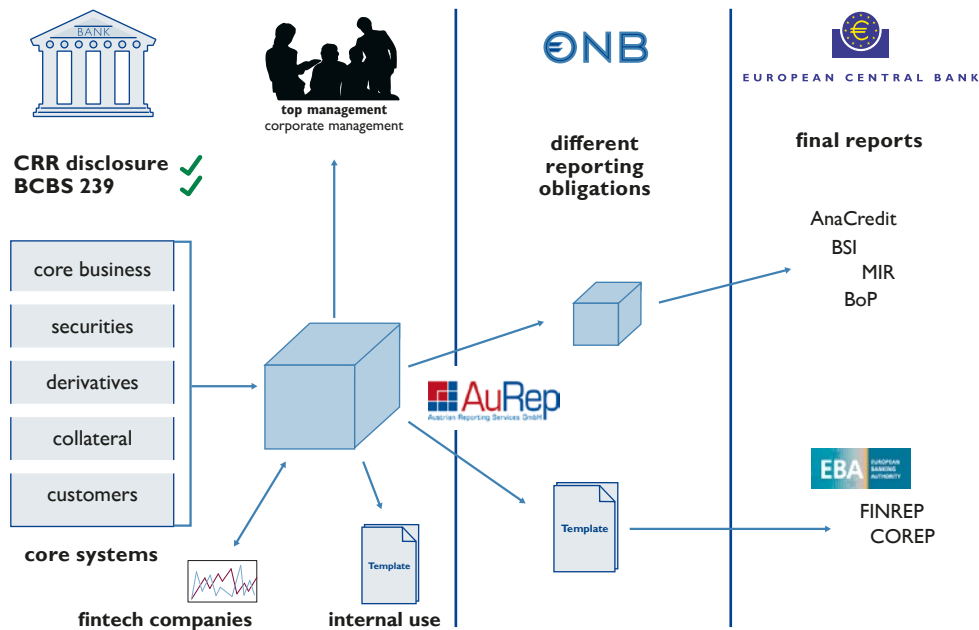 BANK
top management
corporate management
CRR disclosure
BCBS 239
core business
securities
derivatives
collateral
customers
core systems
fintech companies
Template
internal use
ONB
different
reporting
obligations
AuRep
Austrian Reporting Services GmbH
Template
€
EUROPEAN CENTRAL BANK
final reports
AnaCredit
BSI
MIR
BoP
EBA
EUROPEAN
BANKING
AUTHORITY
FINREP
COREP